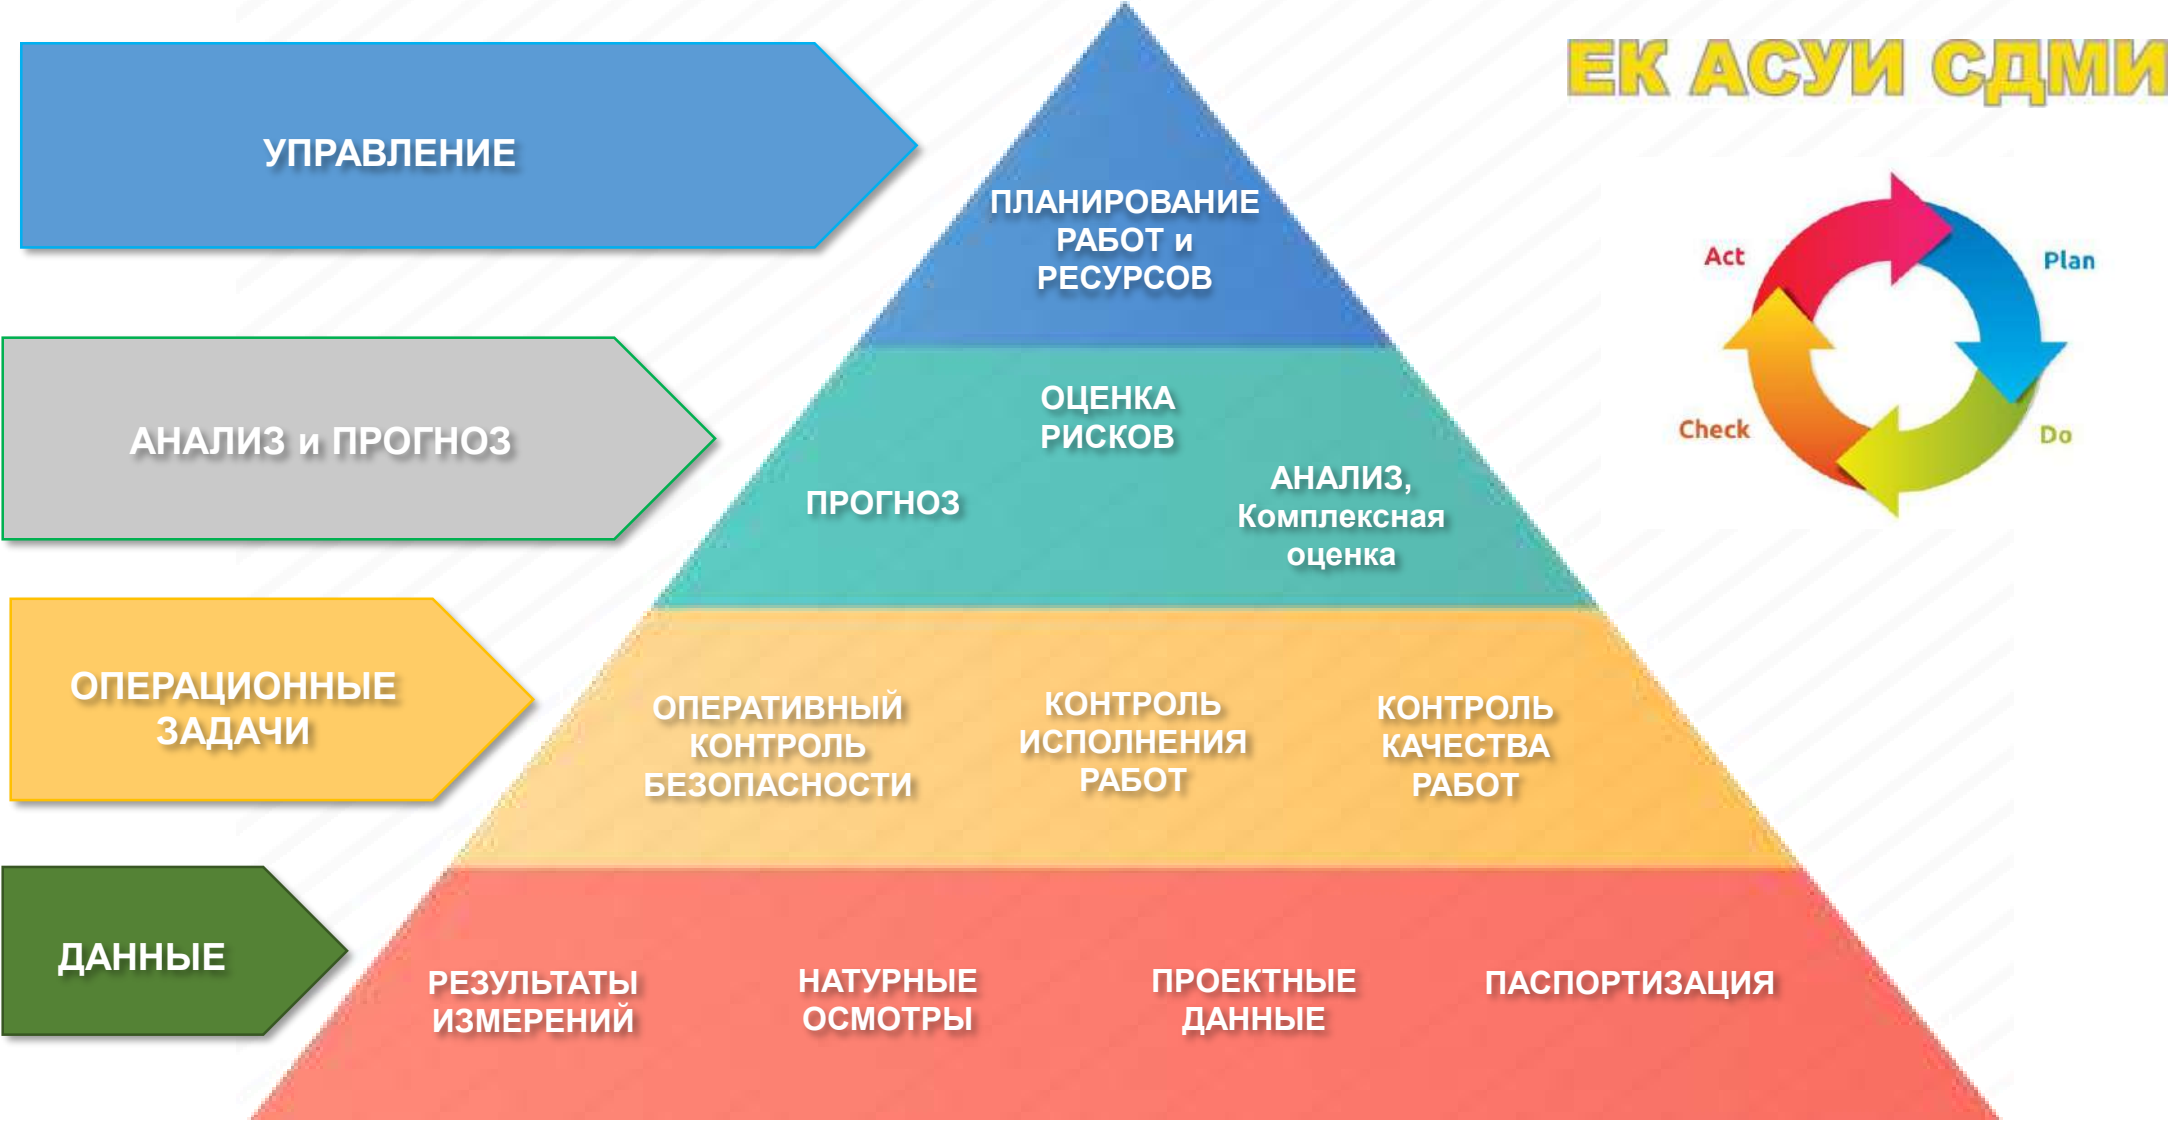 ЕК АСУИ СДМИ
УПРАВЛЕНИЕ
ПЛАНИРОВАНИЕ
РАБОТ и
РЕСУРСОВ
Act
Plan
Check
Do
АНАЛИЗ и ПРОГНОЗ
ОЦЕНКА
РИСКОВ
ПРОГНОЗ
АНАЛИЗ,
Комплексная
оценка
ОПЕРАЦИОННЫЕ
ЗАДАЧИ
ОПЕРАТИВНЫЙ
КОНТРОЛЬ
БЕЗОПАСНОСТИ
КОНТРОЛЬ
ИСПОЛНЕНИЯ
РАБОТ
КОНТРОЛЬ
КАЧЕСТВА
РАБОТ
ДАННЫЕ
РЕЗУЛЬТАТЫ
ИЗМЕРЕНИЙ
НАТУРНЫЕ
ОСМОТРЫ
ПРОЕКТНЫЕ
ДАННЫЕ
ПАСПОРТИЗАЦИЯ